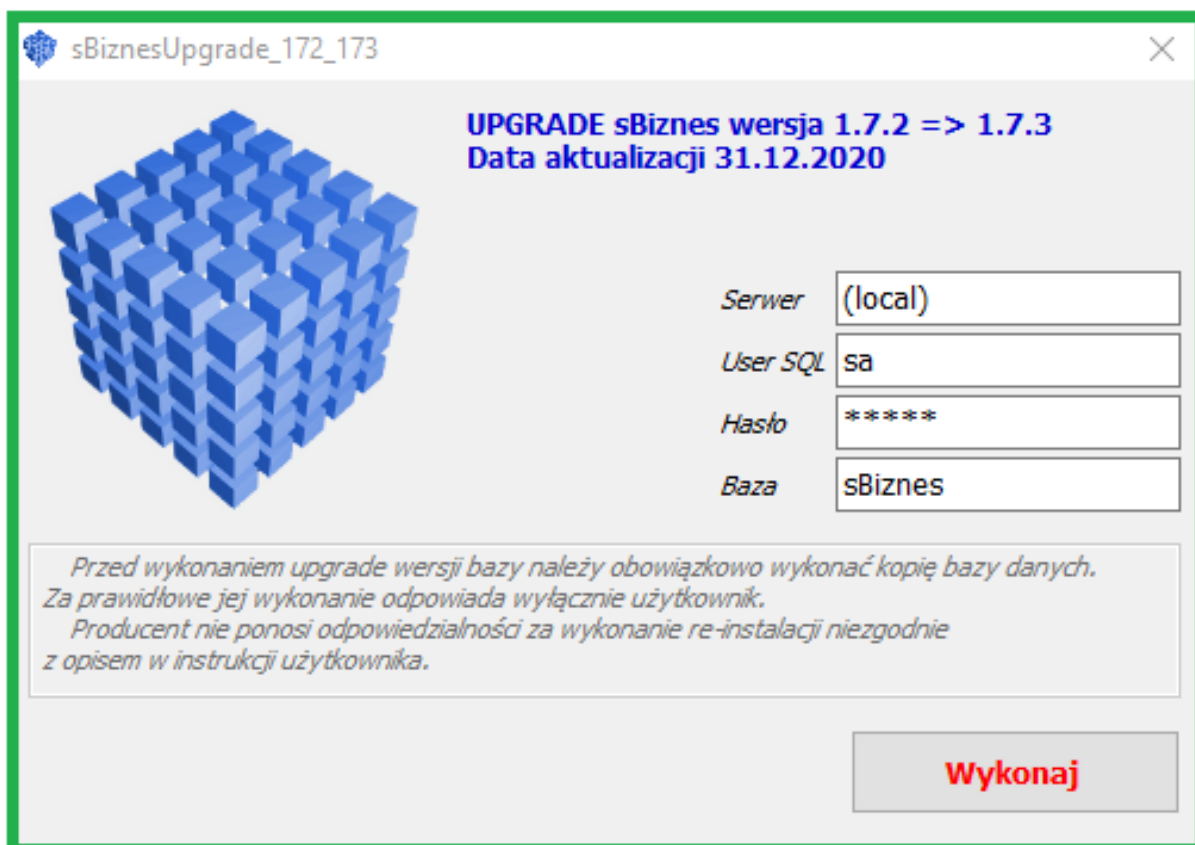 sBiznesUpgrade_172_173
UPGRADE sBiznes wersja 1.7.2 => 1.7.3
Data aktualizacji 31.12.2020
Serwer (local)
User SQL sa
Hasło *****
Baza sBiznes
Przed wykonaniem upgrade wersji bazy należy obowiązkowo wykonać kopię bazy danych.
Za prawidłowe jej wykonanie odpowiada wyłącznie użytkownik.
Producent nie ponosi odpowiedzialności za wykonanie re-instalacji niezgodnie
z opisem w instrukcji użytkownika.
Wykonaj